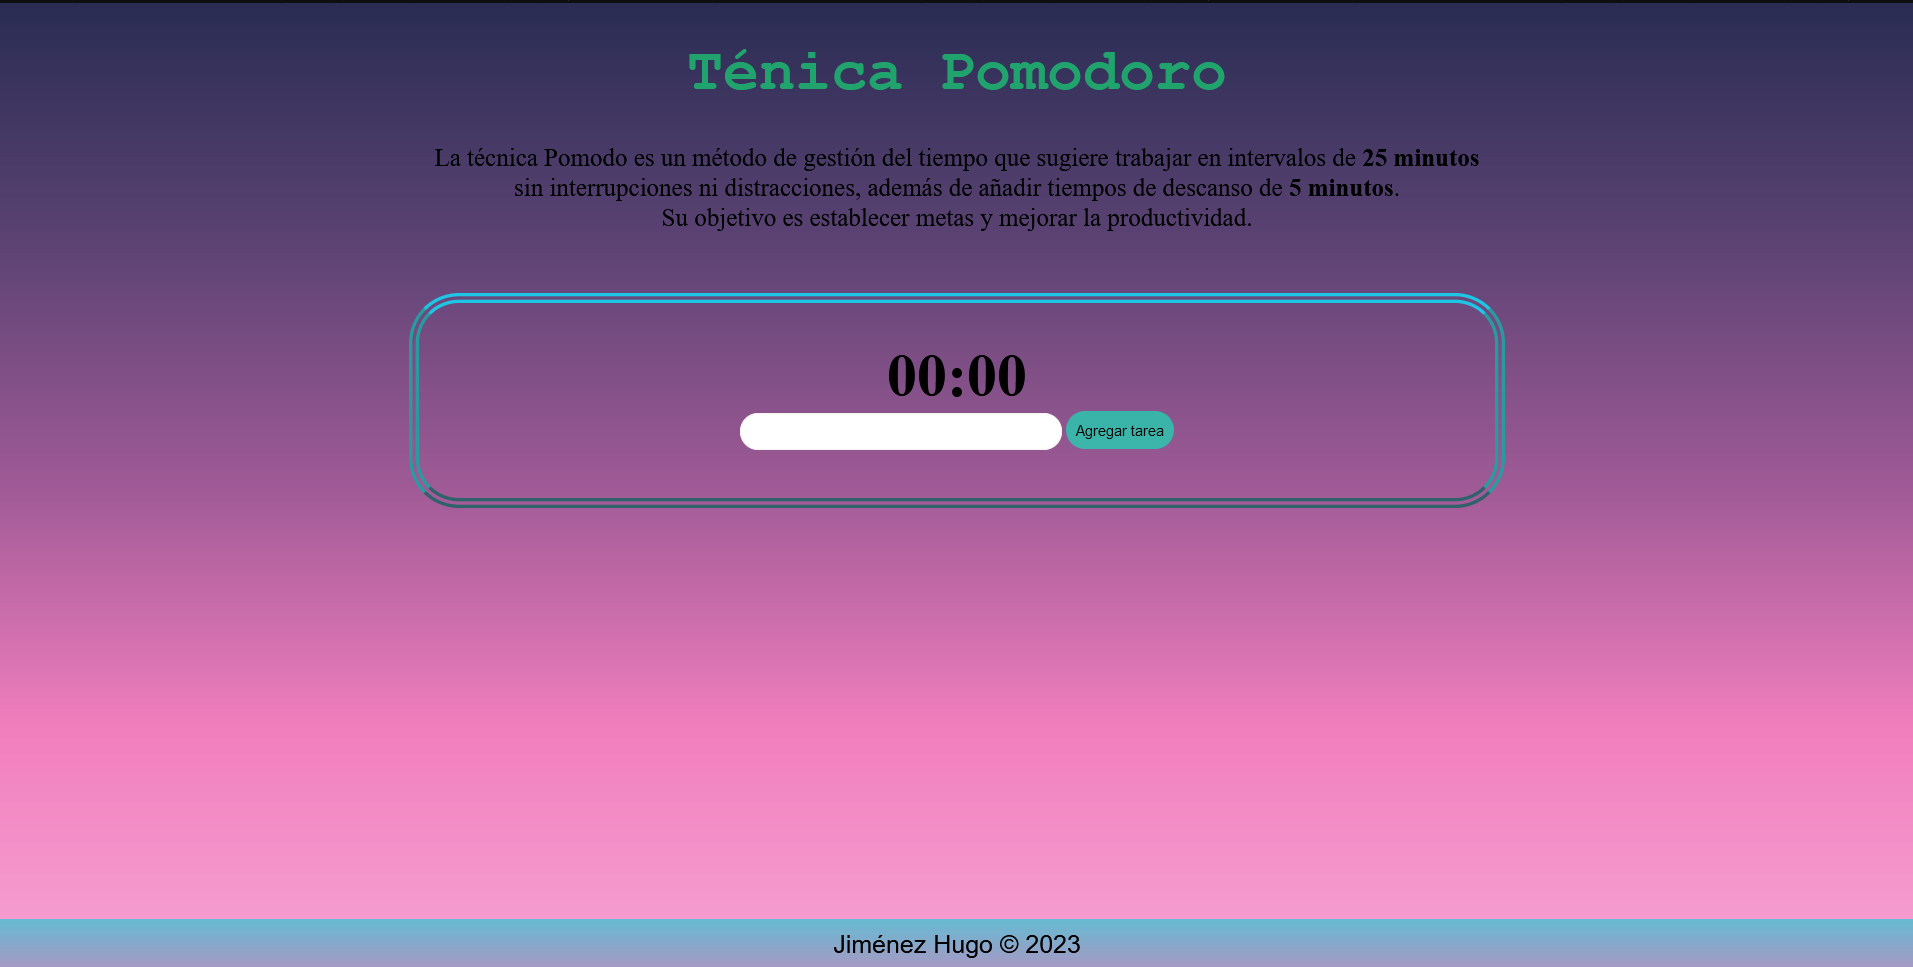 Ténica Pomodoro
La técnica Pomodo es un método de gestión del tiempo que sugiere trabajar en intervalos de 25 minutos
sin interrupciones ni distracciones, además de añadir tiempos de descanso de 5 minutos.
Su objetivo es establecer metas y mejorar la productividad.
00:00
Agregar tarea
Jiménez Hugo © 2023